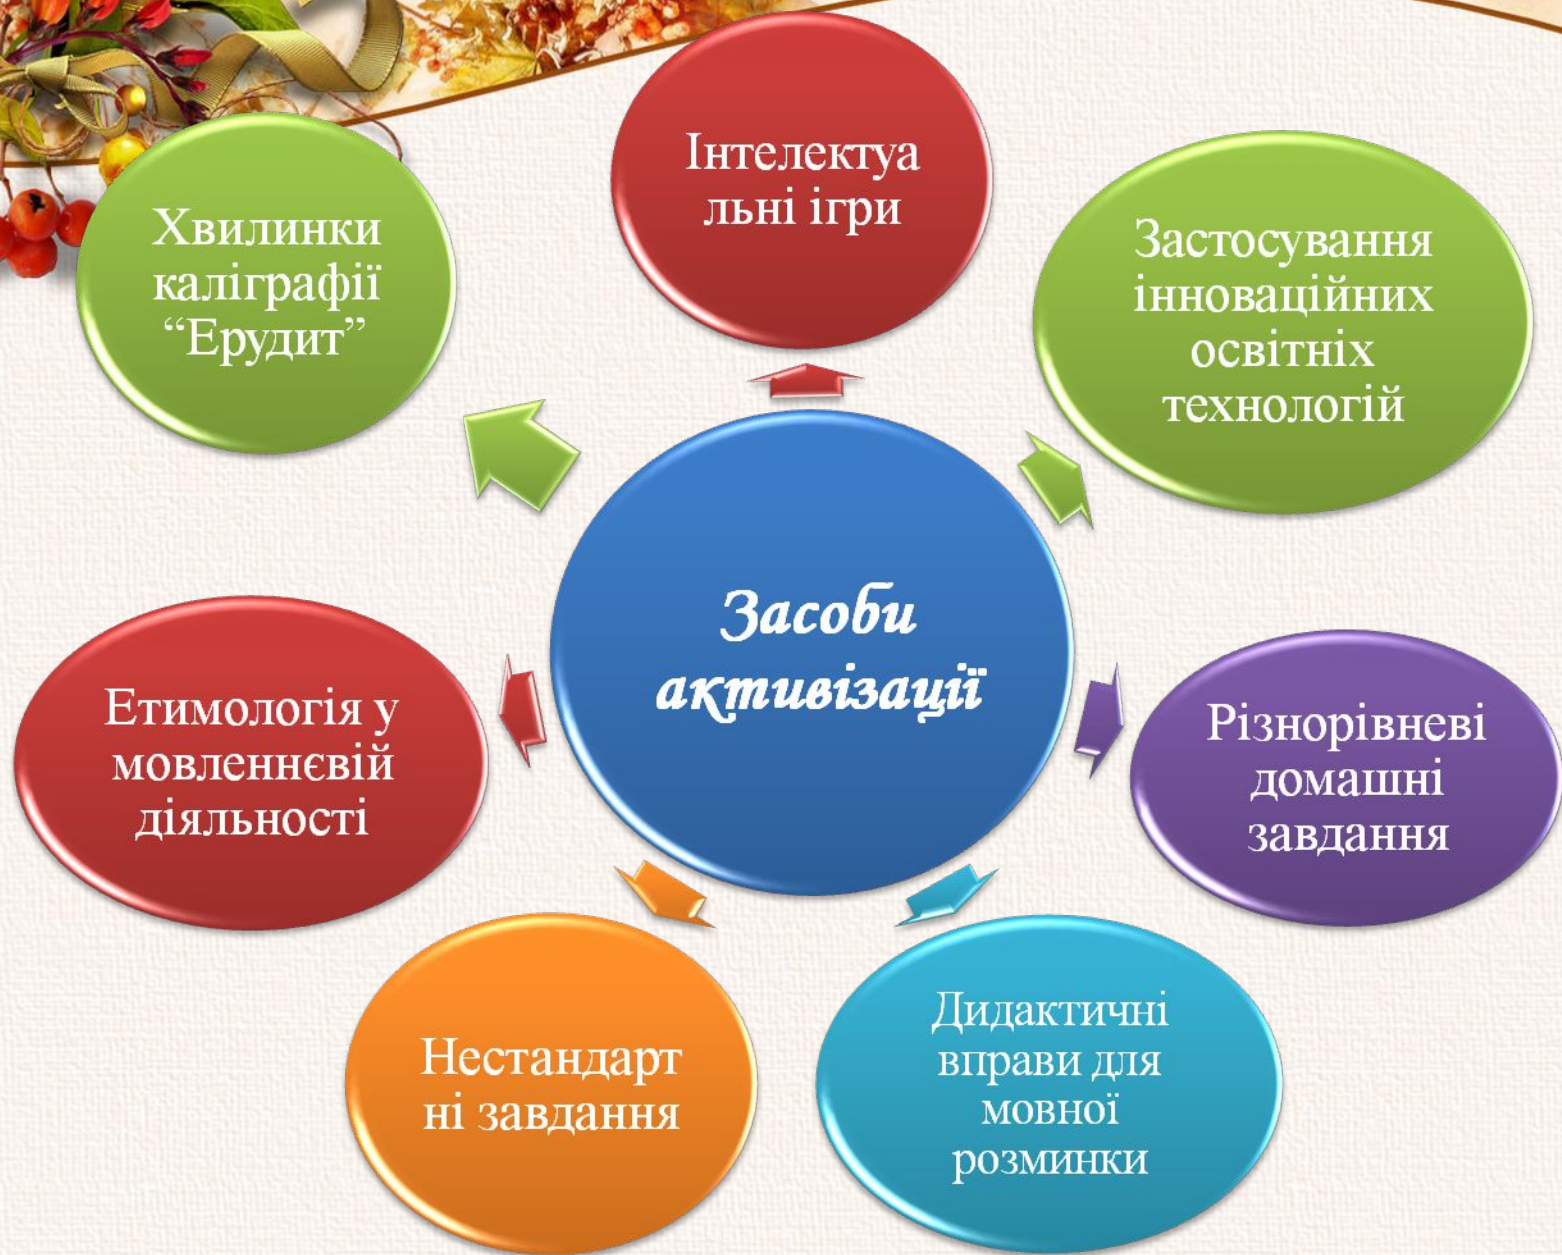 Інтелектуа
льні ігри
Застосування
інноваційних
освітніх
технологій
Різнорівневі
домашні
завдання
Дидактичні
вправи для
мовної
розминки
Нестандарт
ні завдання
Етимологія у
мовленнєвій
діяльності
Хвилинки
каліграфії
“Ерудит”
Засоби
активізації